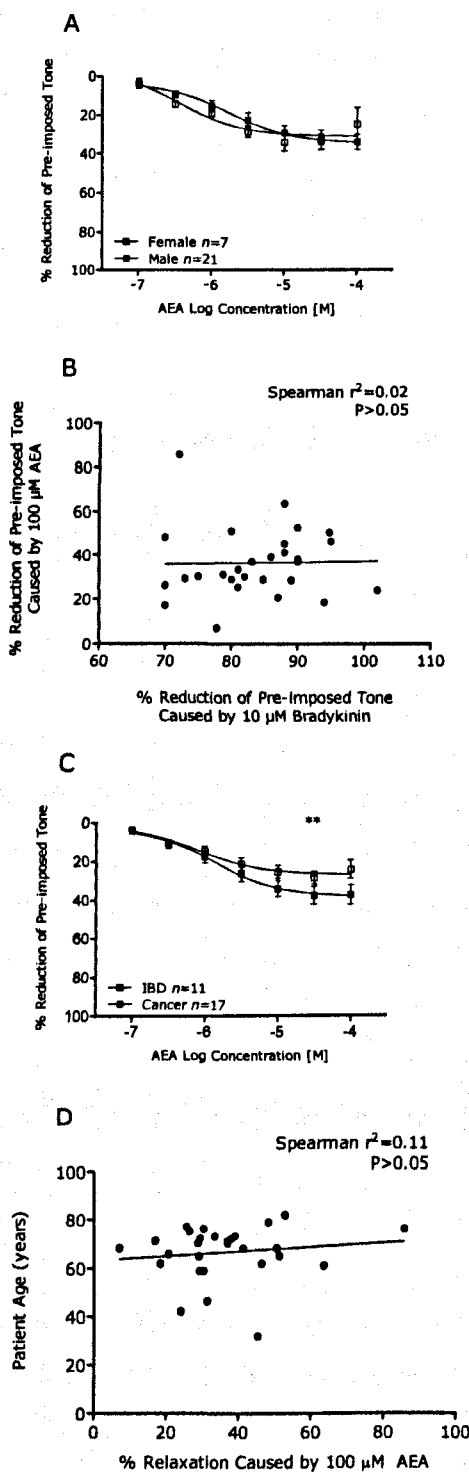 A
% Reduction of Pre-imposed Tone
0
20
40
60
80
100
Female n=7
Male n=21
-7
-6
-5
-4
AEA Log Concentration [M]
B
Spearman r²=0.02
P>0.05
% Reduction of Pre-imposed Tone
Caused by 100 µM AEA
100
80
60
40
20
0
60
70
80
90
100
110
% Reduction of Pre-imposed Tone
Caused by 10 µM Bradykinin
C
% Reduction of Pre-imposed Tone
0
20
40
60
80
100
**
*
*
IBD n=11
Cancer n=17
-7
-6
-5
-4
AEA Log Concentration [M]
D
Spearman r²=0.11
P>0.05
Patient Age (years)
100
80
60
40
20
0
0
20
40
60
80
100
% Relaxation Caused by 100 µM AEA